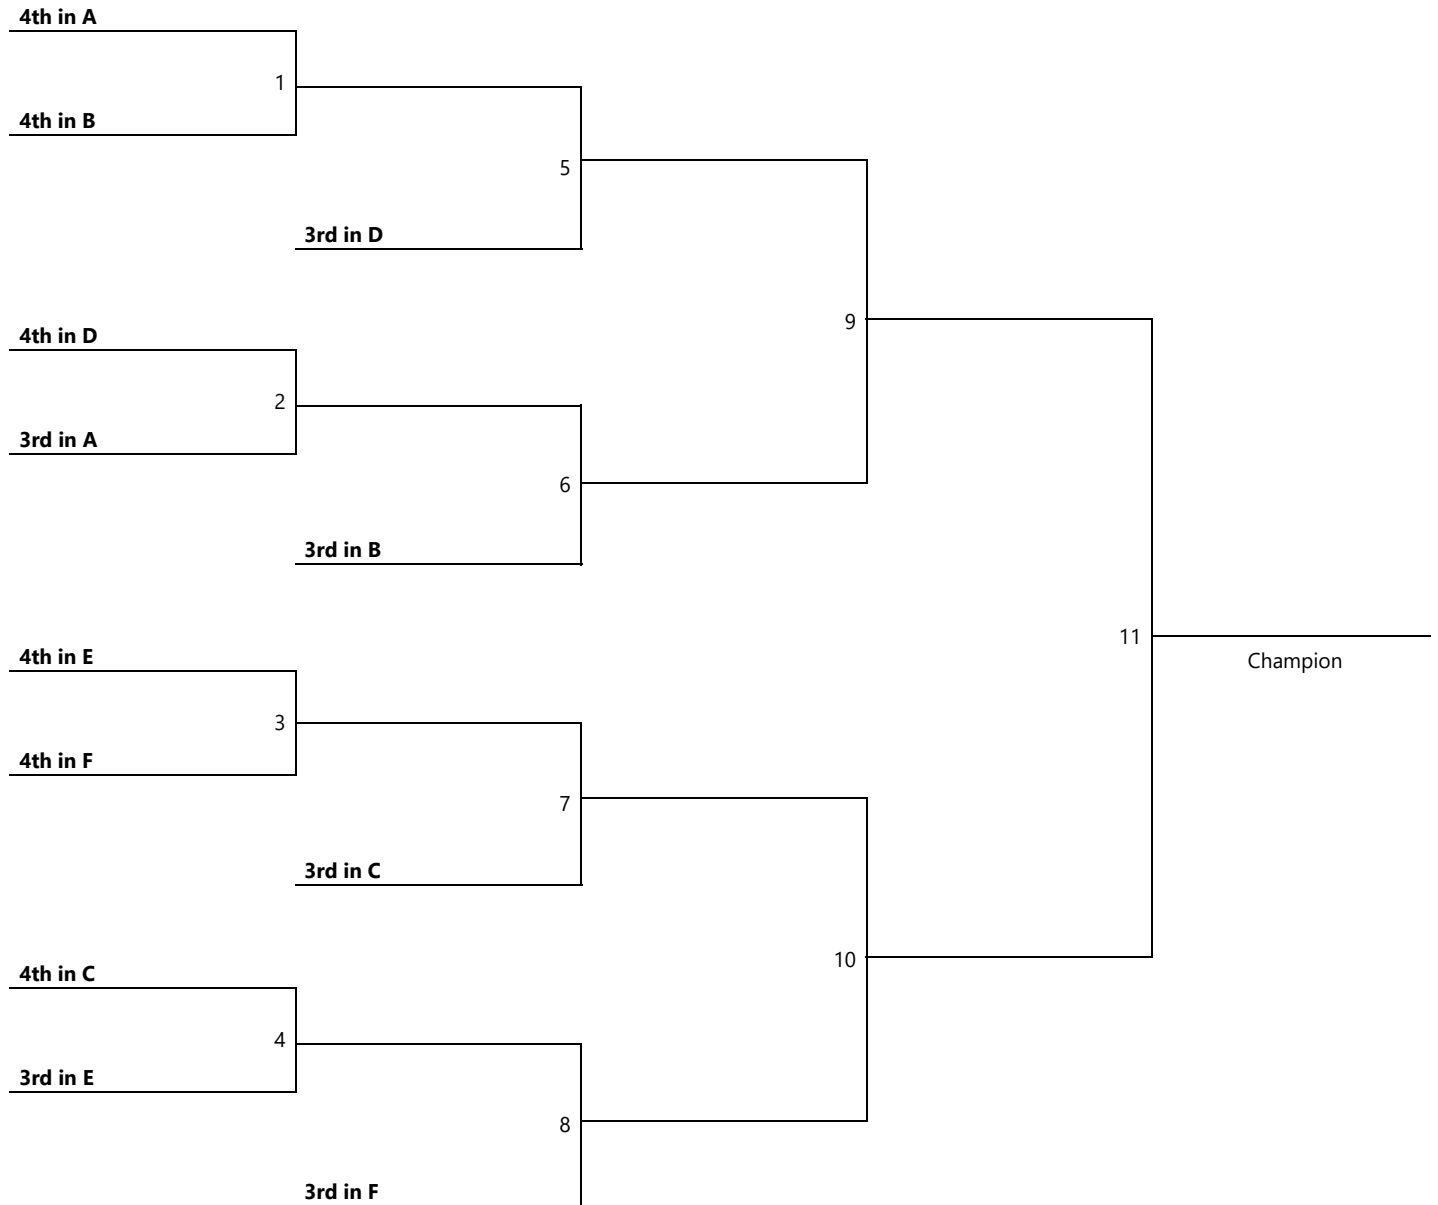 4th in A
1
4th in B
5
3rd in D
4th in D
9
2
3rd in A
6
3rd in B
11
4th in E
Champion
3
4th in F
7
3rd in C
10
4th in C
4
3rd in E
8
3rd in F